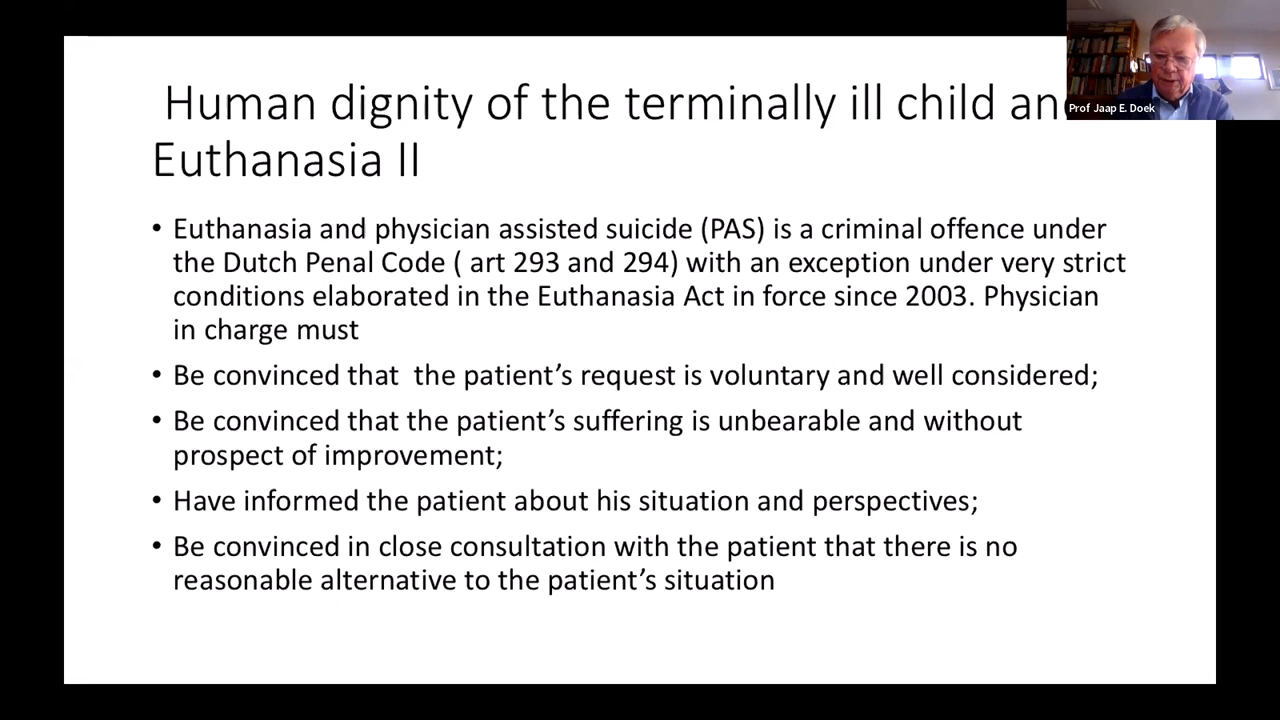 Human dignity of the terminally ill child an
Prof Jaap E. Doek
Euthanasia II
• Euthanasia and physician assisted suicide (PAS) is a criminal offence under
the Dutch Penal Code ( art 293 and 294) with an exception under very strict
conditions elaborated in the Euthanasia Act in force since 2003. Physician
in charge must
• Be convinced that  the patient’s request is voluntary and well considered;
• Be convinced that the patient’s suffering is unbearable and without
prospect of improvement;
• Have informed the patient about his situation and perspectives;
• Be convinced in close consultation with the patient that there is no
reasonable alternative to the patient’s situation